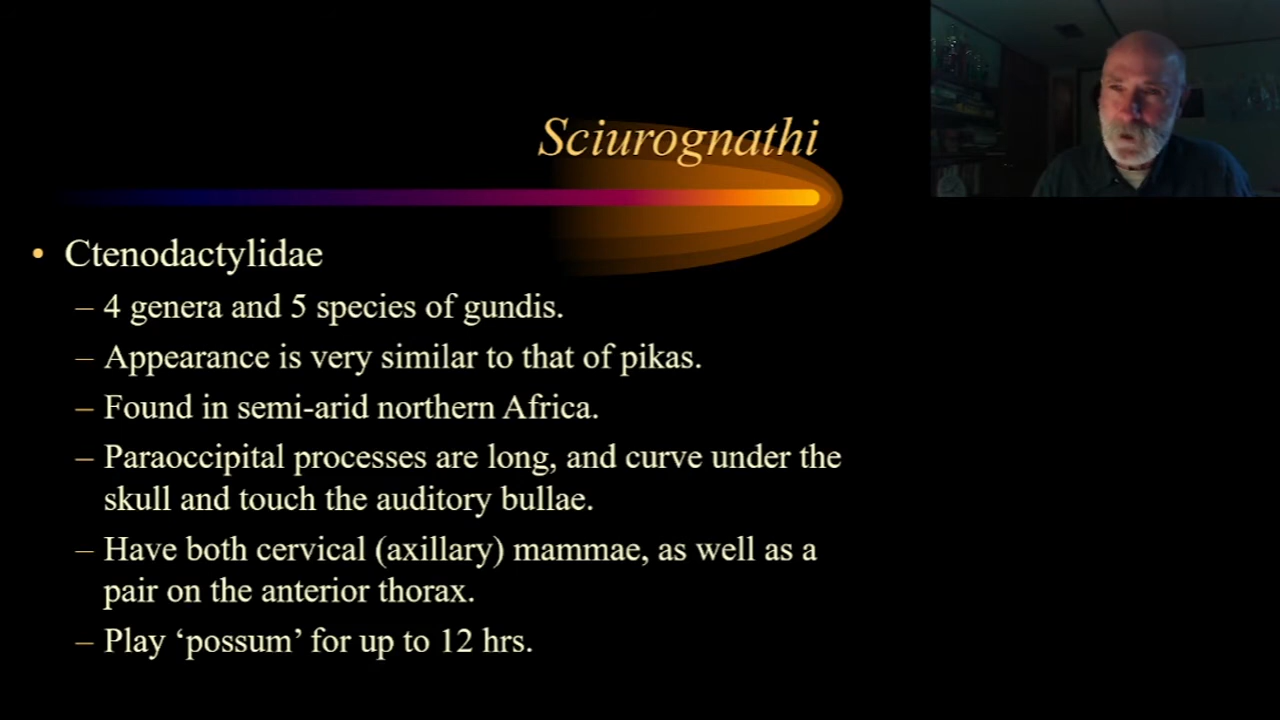 Sciurognathi
• Ctenodactylidae
– 4 genera and 5 species of gundis.
– Appearance is very similar to that of pikas.
– Found in semi-arid northern Africa.
– Paraoccipital processes are long, and curve under the
skull and touch the auditory bullae.
– Have both cervical (axillary) mammae, as well as a
pair on the anterior thorax.
– Play ‘possum’ for up to 12 hrs.